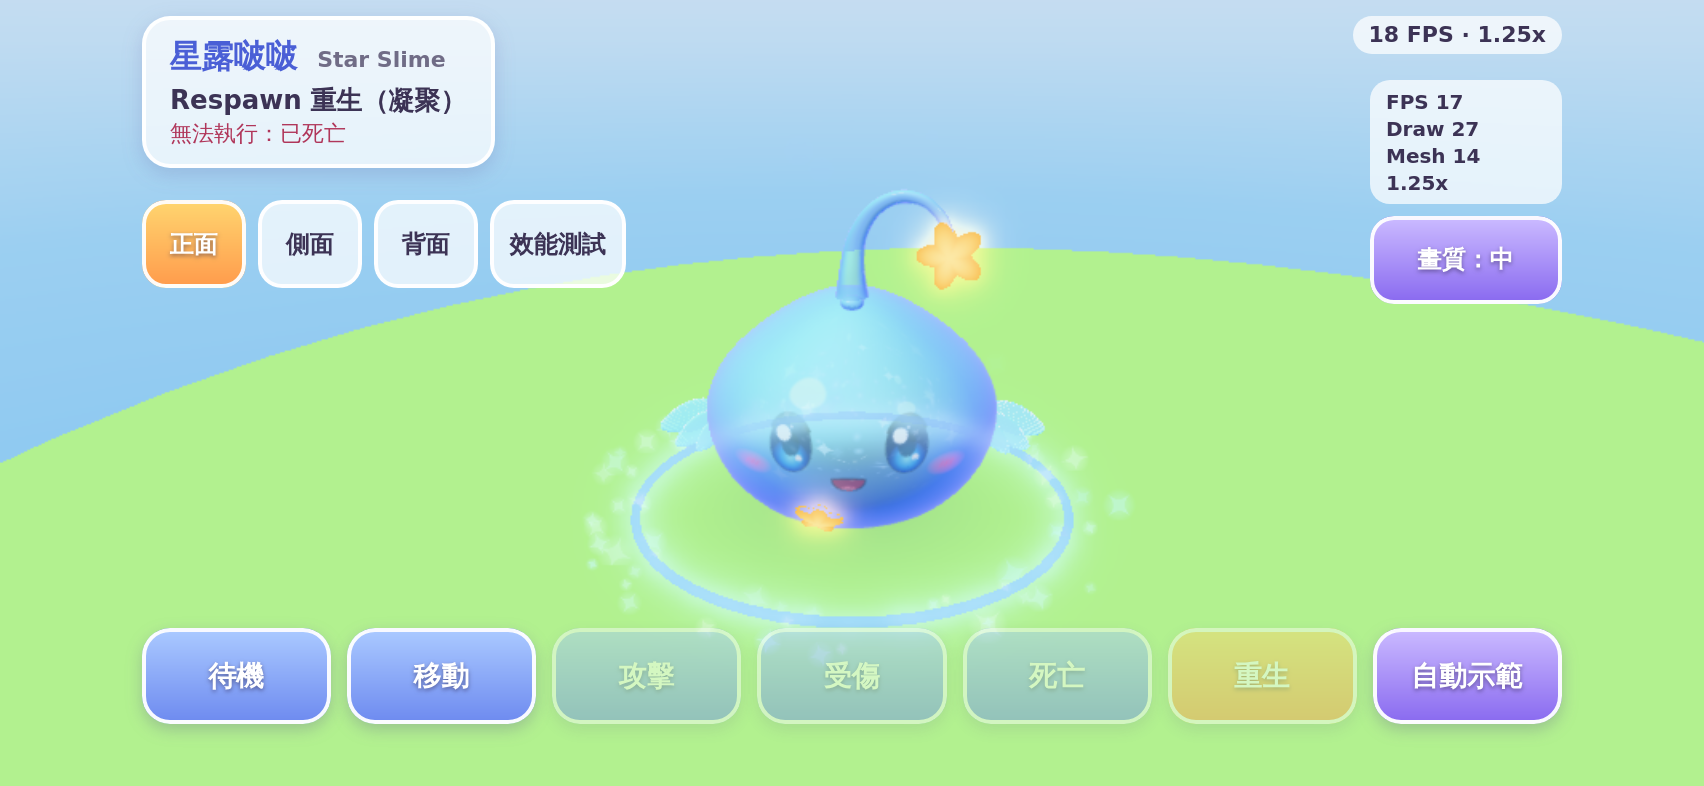 星露啵啵 Star Slime
Respawn 重生（凝聚）
無法執行：已死亡
18 FPS · 1.25x
FPS 17
Draw 27
Mesh 14
1.25x
正面
側面
背面
效能測試
畫質：中
待機
移動
攻擊
受傷
死亡
重生
自動示範